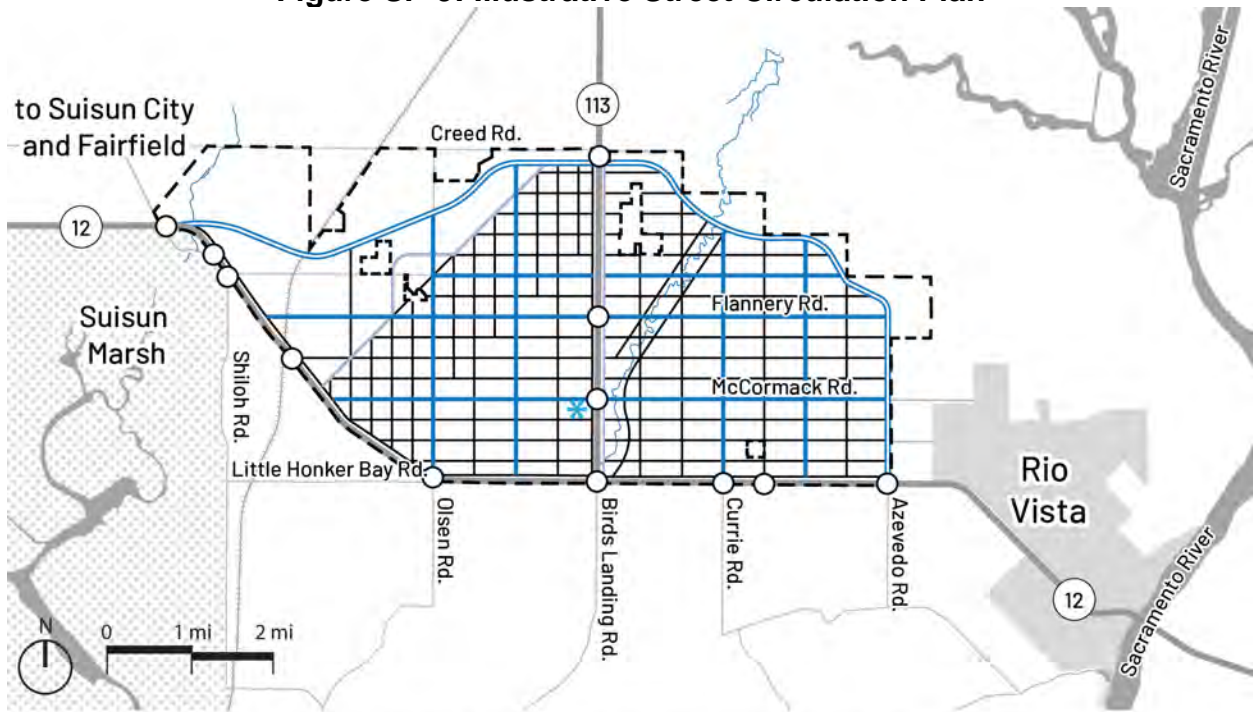 to Suisun City
and Fairfield
113
Creed Rd.
Sacramento River
12
Suisun
Marsh
Shiloh Rd.
Flannery Rd.
McCormack Rd.
Little Honker Bay Rd.
Olsen Rd.
Birds Landing Rd.
Currie Rd.
Azevedo Rd.
Rio
Vista
12
Sacramento River
N
0 1 mi 2 mi